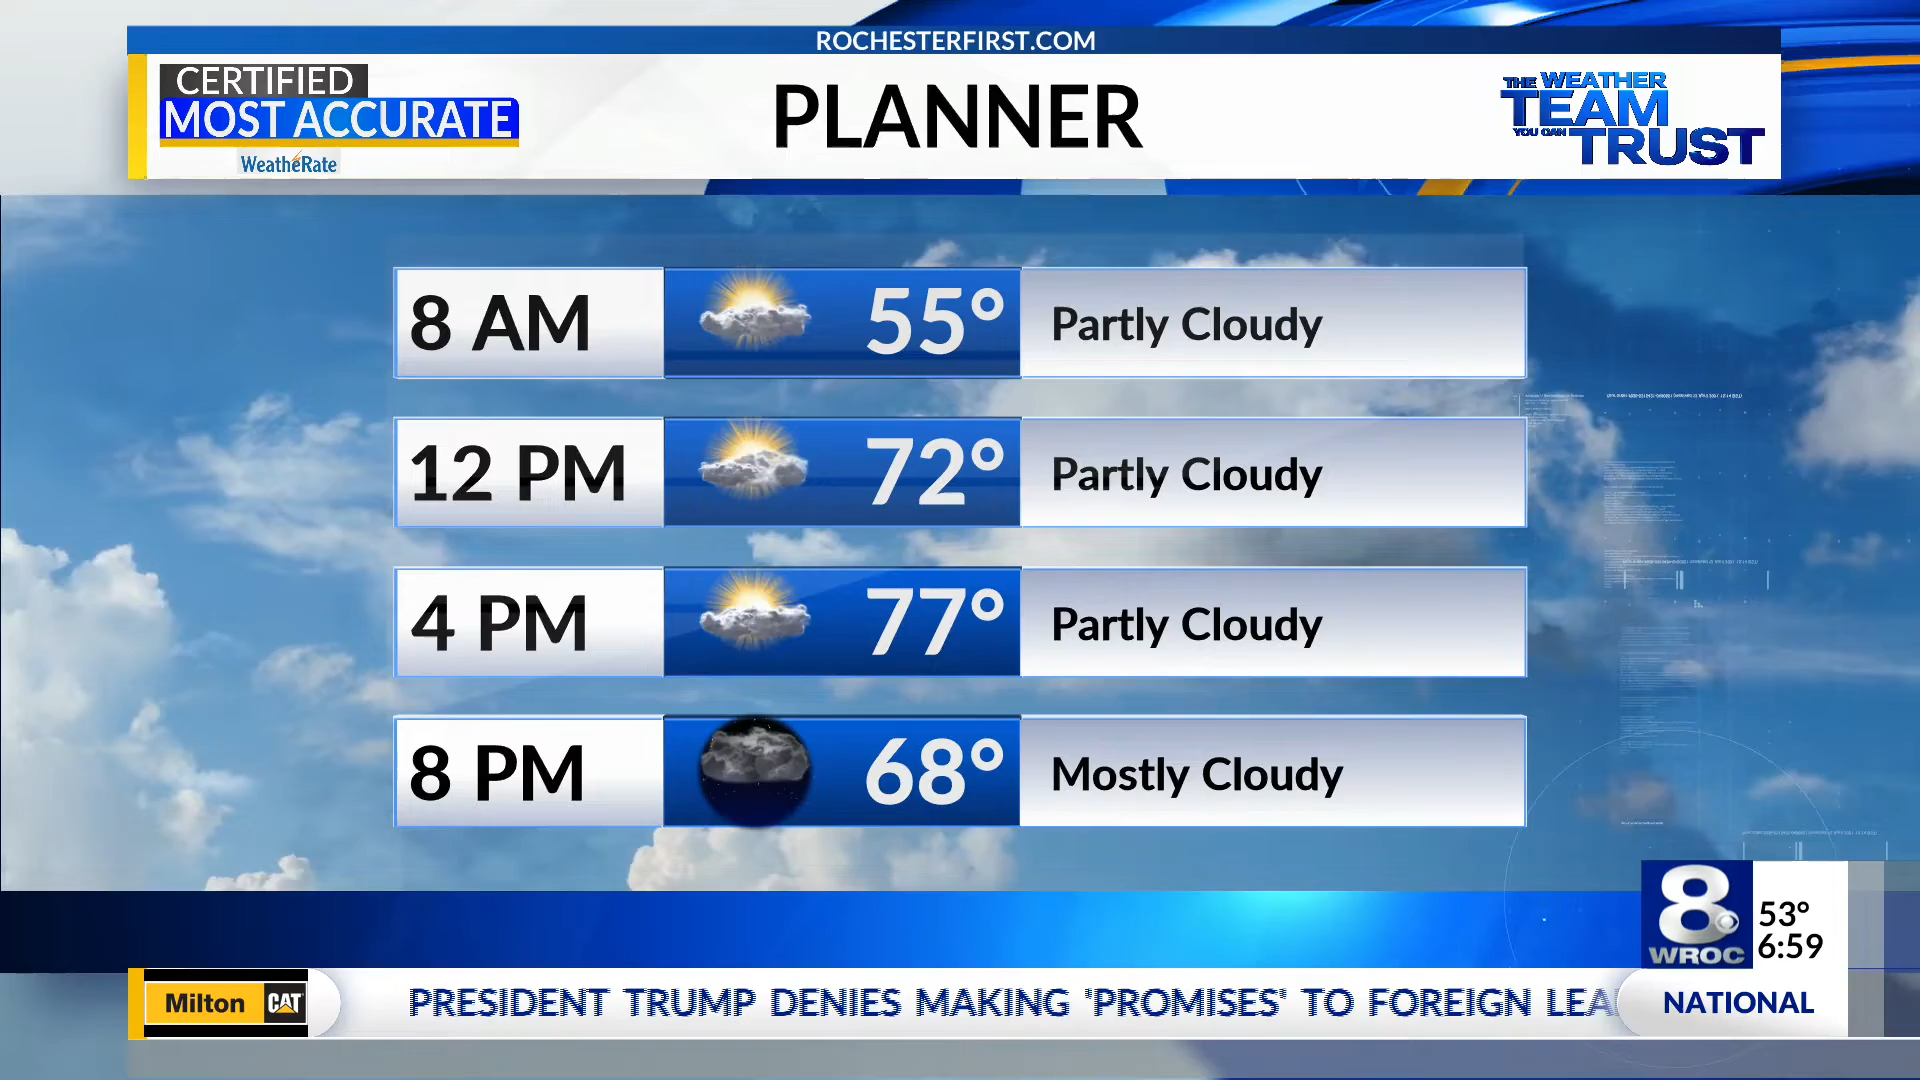 ROCHESTERFIRST.COM
CERTIFIED
MOST ACCURATE
WeatheRate
PLANNER
THE WEATHER
TEAM
YOU CAN TRUST
8 AM 55° Partly Cloudy
12 PM 72° Partly Cloudy
4 PM 77° Partly Cloudy
8 PM 68° Mostly Cloudy
8
WROC
53°
6:59
Milton CAT
PRESIDENT TRUMP DENIES MAKING 'PROMISES' TO FOREIGN LEA
NATIONAL